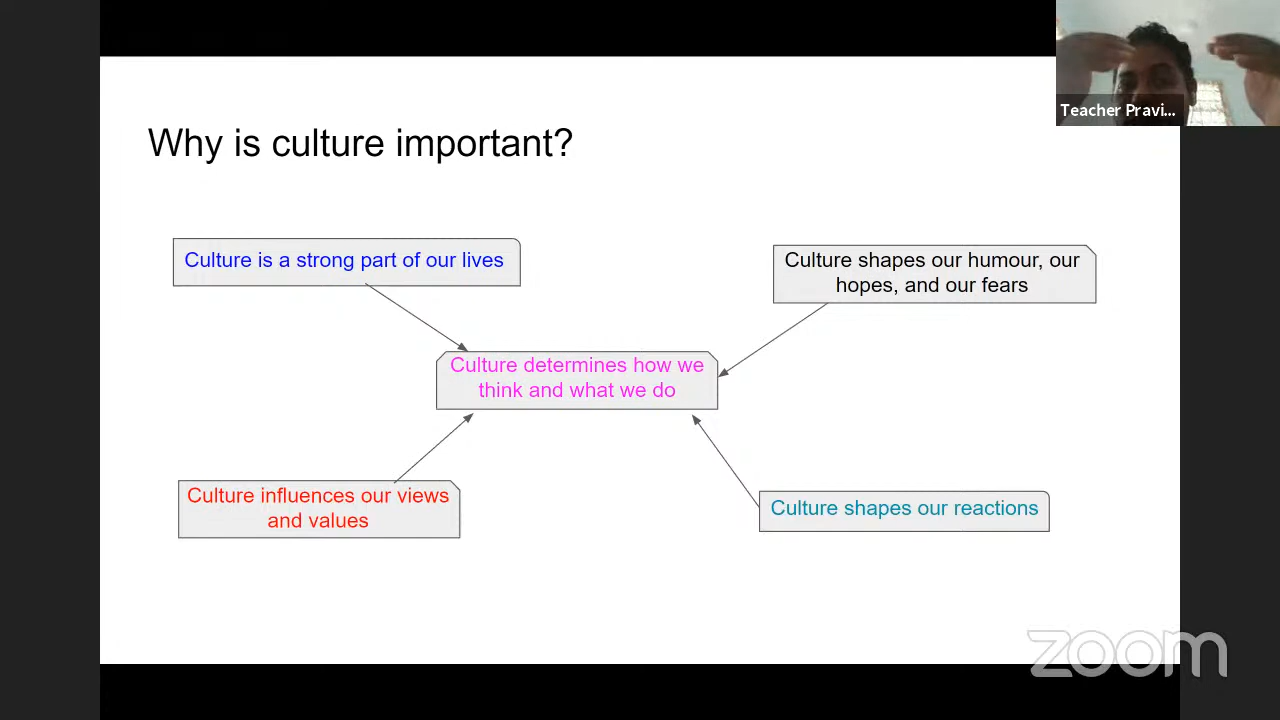 Teacher Pravi...
Why is culture important?
Culture is a strong part of our lives
Culture shapes our humour, our
hopes, and our fears
Culture determines how we
think and what we do
Culture influences our views
and values
Culture shapes our reactions
zoom